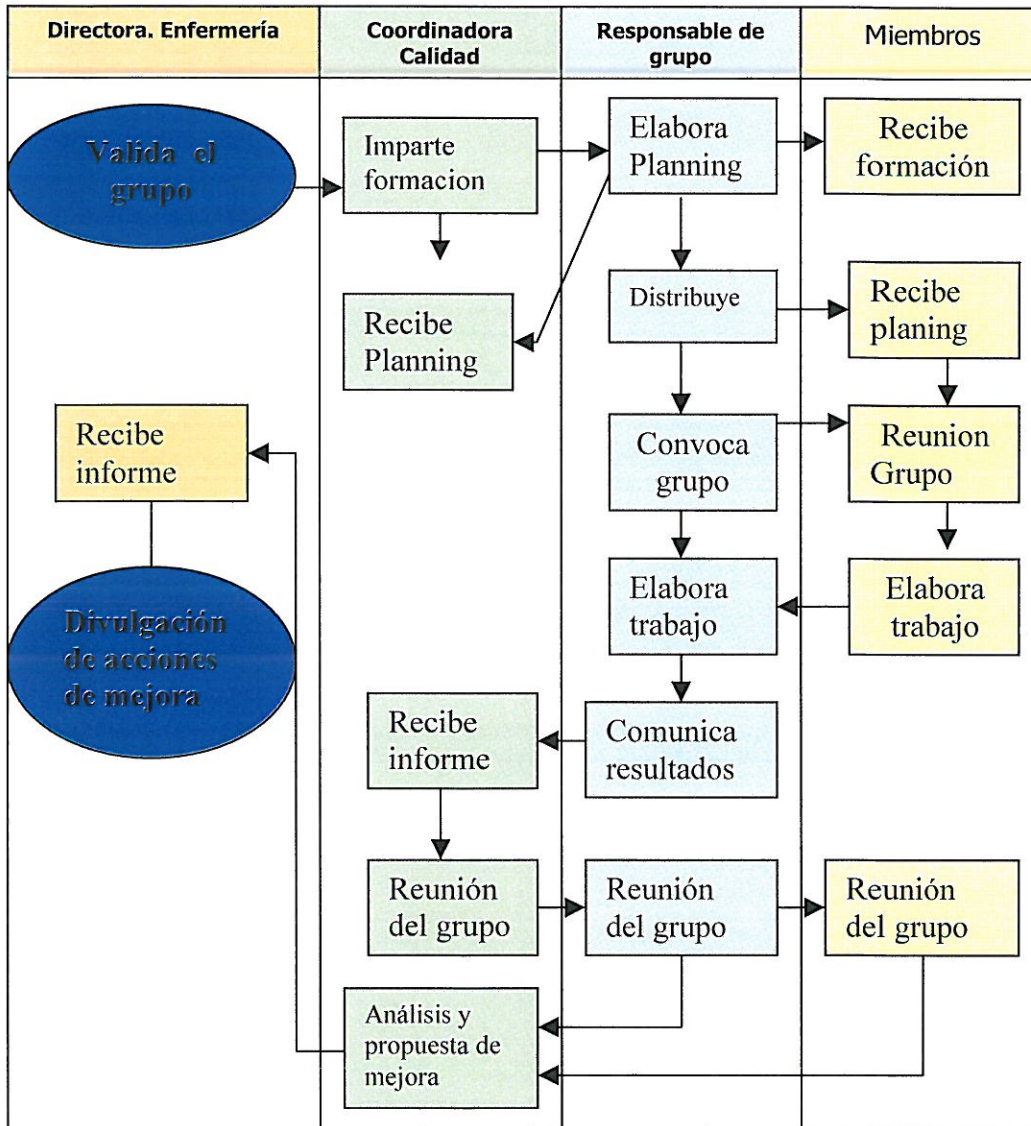 Directora. Enfermería
Coordinadora
Calidad
Responsable de
grupo
Miembros
Valida el
grupo
Imparte
formacion
Elabora
Planning
Recibe
formación
Recibe
Planning
Distribuye
Recibe
planing
Recibe
informe
Convoca
grupo
Reunion
Grupo
Divulgación
de acciones
de mejora
Elabora
trabajo
Elabora
trabajo
Recibe
informe
Comunica
resultados
Reunión
del grupo
Reunión
del grupo
Reunión
del grupo
Análisis y
propuesta de
mejora